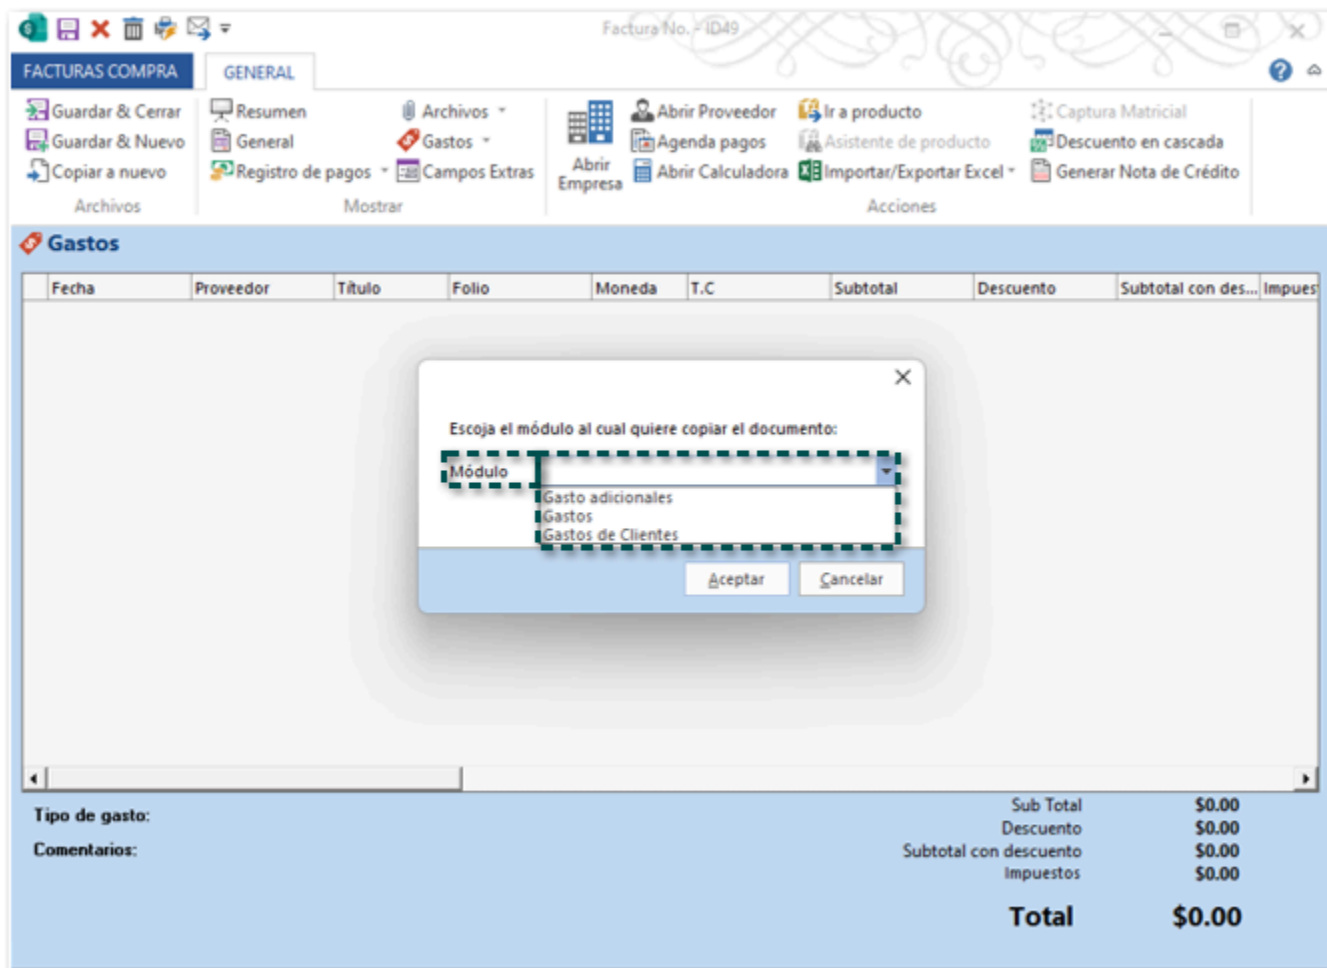 Factura No. - ID49
FACTURAS COMPRA
GENERAL
Guardar & Cerrar
Guardar & Nuevo
Copiar a nuevo
Archivos
Resumen
General
Registro de pagos
Archivos
Gastos
Campos Extras
Mostrar
Abrir
Empresa
Abrir Proveedor
Agenda pagos
Abrir Calculadora
Ir a producto
Asistente de producto
Importar/Exportar Excel
Captura Matricial
Descuento en cascada
Generar Nota de Crédito
Acciones
Gastos
Fecha Proveedor Título Folio Moneda T.C Subtotal Descuento Subtotal con des... Impues
Escoja el módulo al cual quiere copiar el documento:
Módulo
Gasto adicionales
Gastos
Gastos de Clientes
Aceptar Cancelar
Tipo de gasto:
Comentarios:
Sub Total $0.00
Descuento $0.00
Subtotal con descuento $0.00
Impuestos $0.00
Total $0.00